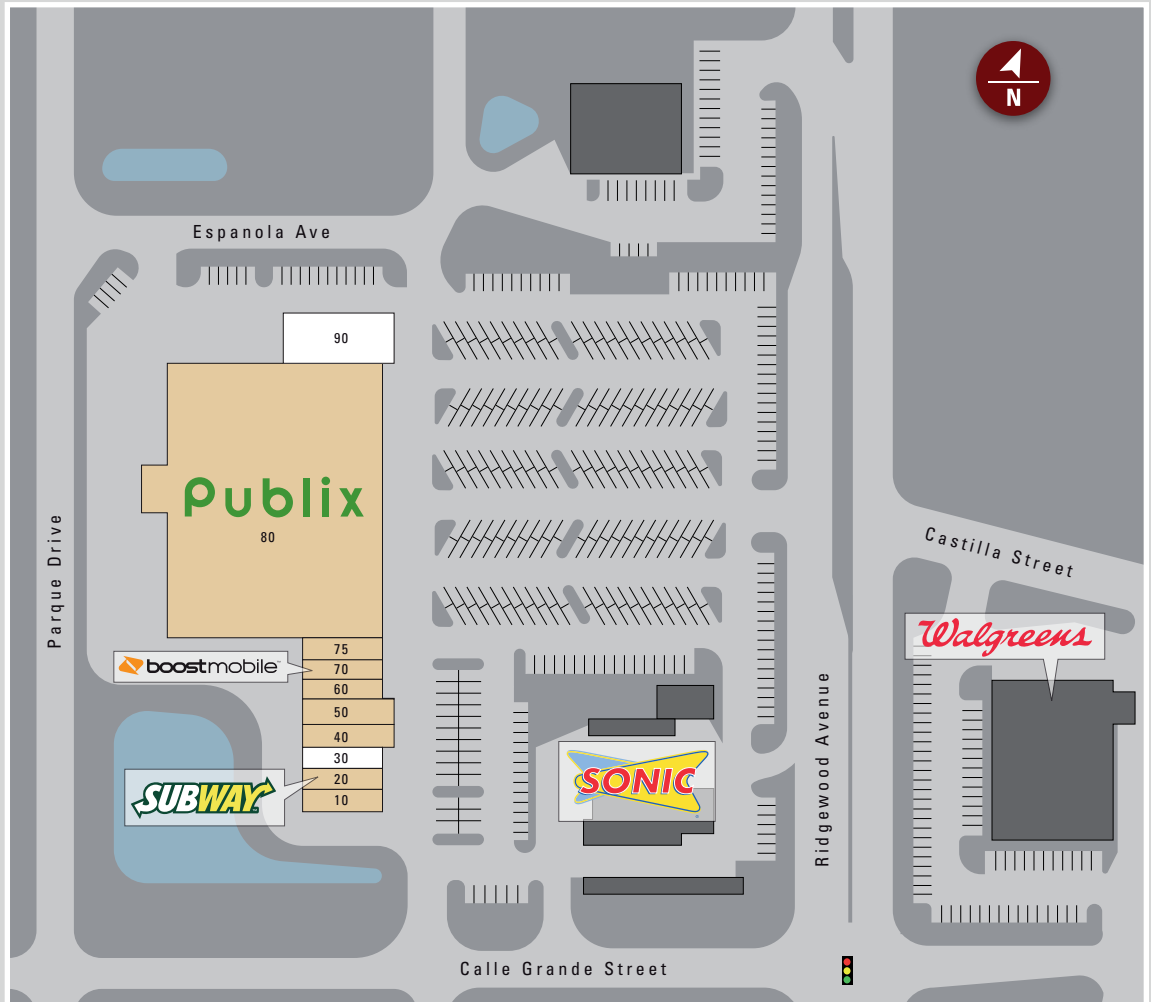 N
Espanola Ave
90
Publix
80
Castilla Street
Parque Drive
Walgreens
75
boostmobile
70
60
50
40
30
SUBWAY
20
10
SONIC
Ridgewood Avenue
Calle Grande Street